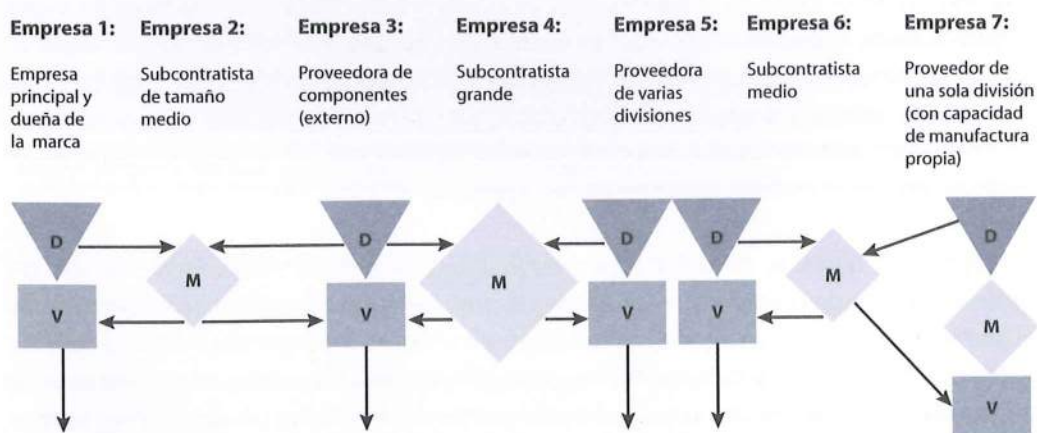 Empresa 1:
Empresa
principal y
dueña de
la marca
Empresa 2:
Subcontratista
de tamaño
medio
Empresa 3:
Proveedora de
componentes
(externo)
Empresa 4:
Subcontratista
grande
Empresa 5:
Proveedora
de varias
divisiones
Empresa 6:
Subcontratista
medio
Empresa 7:
Proveedor de
una sola división
(con capacidad
de manufactura
propia)
D
M
D
M
D
D
M
D
V
V
V
V
M
V